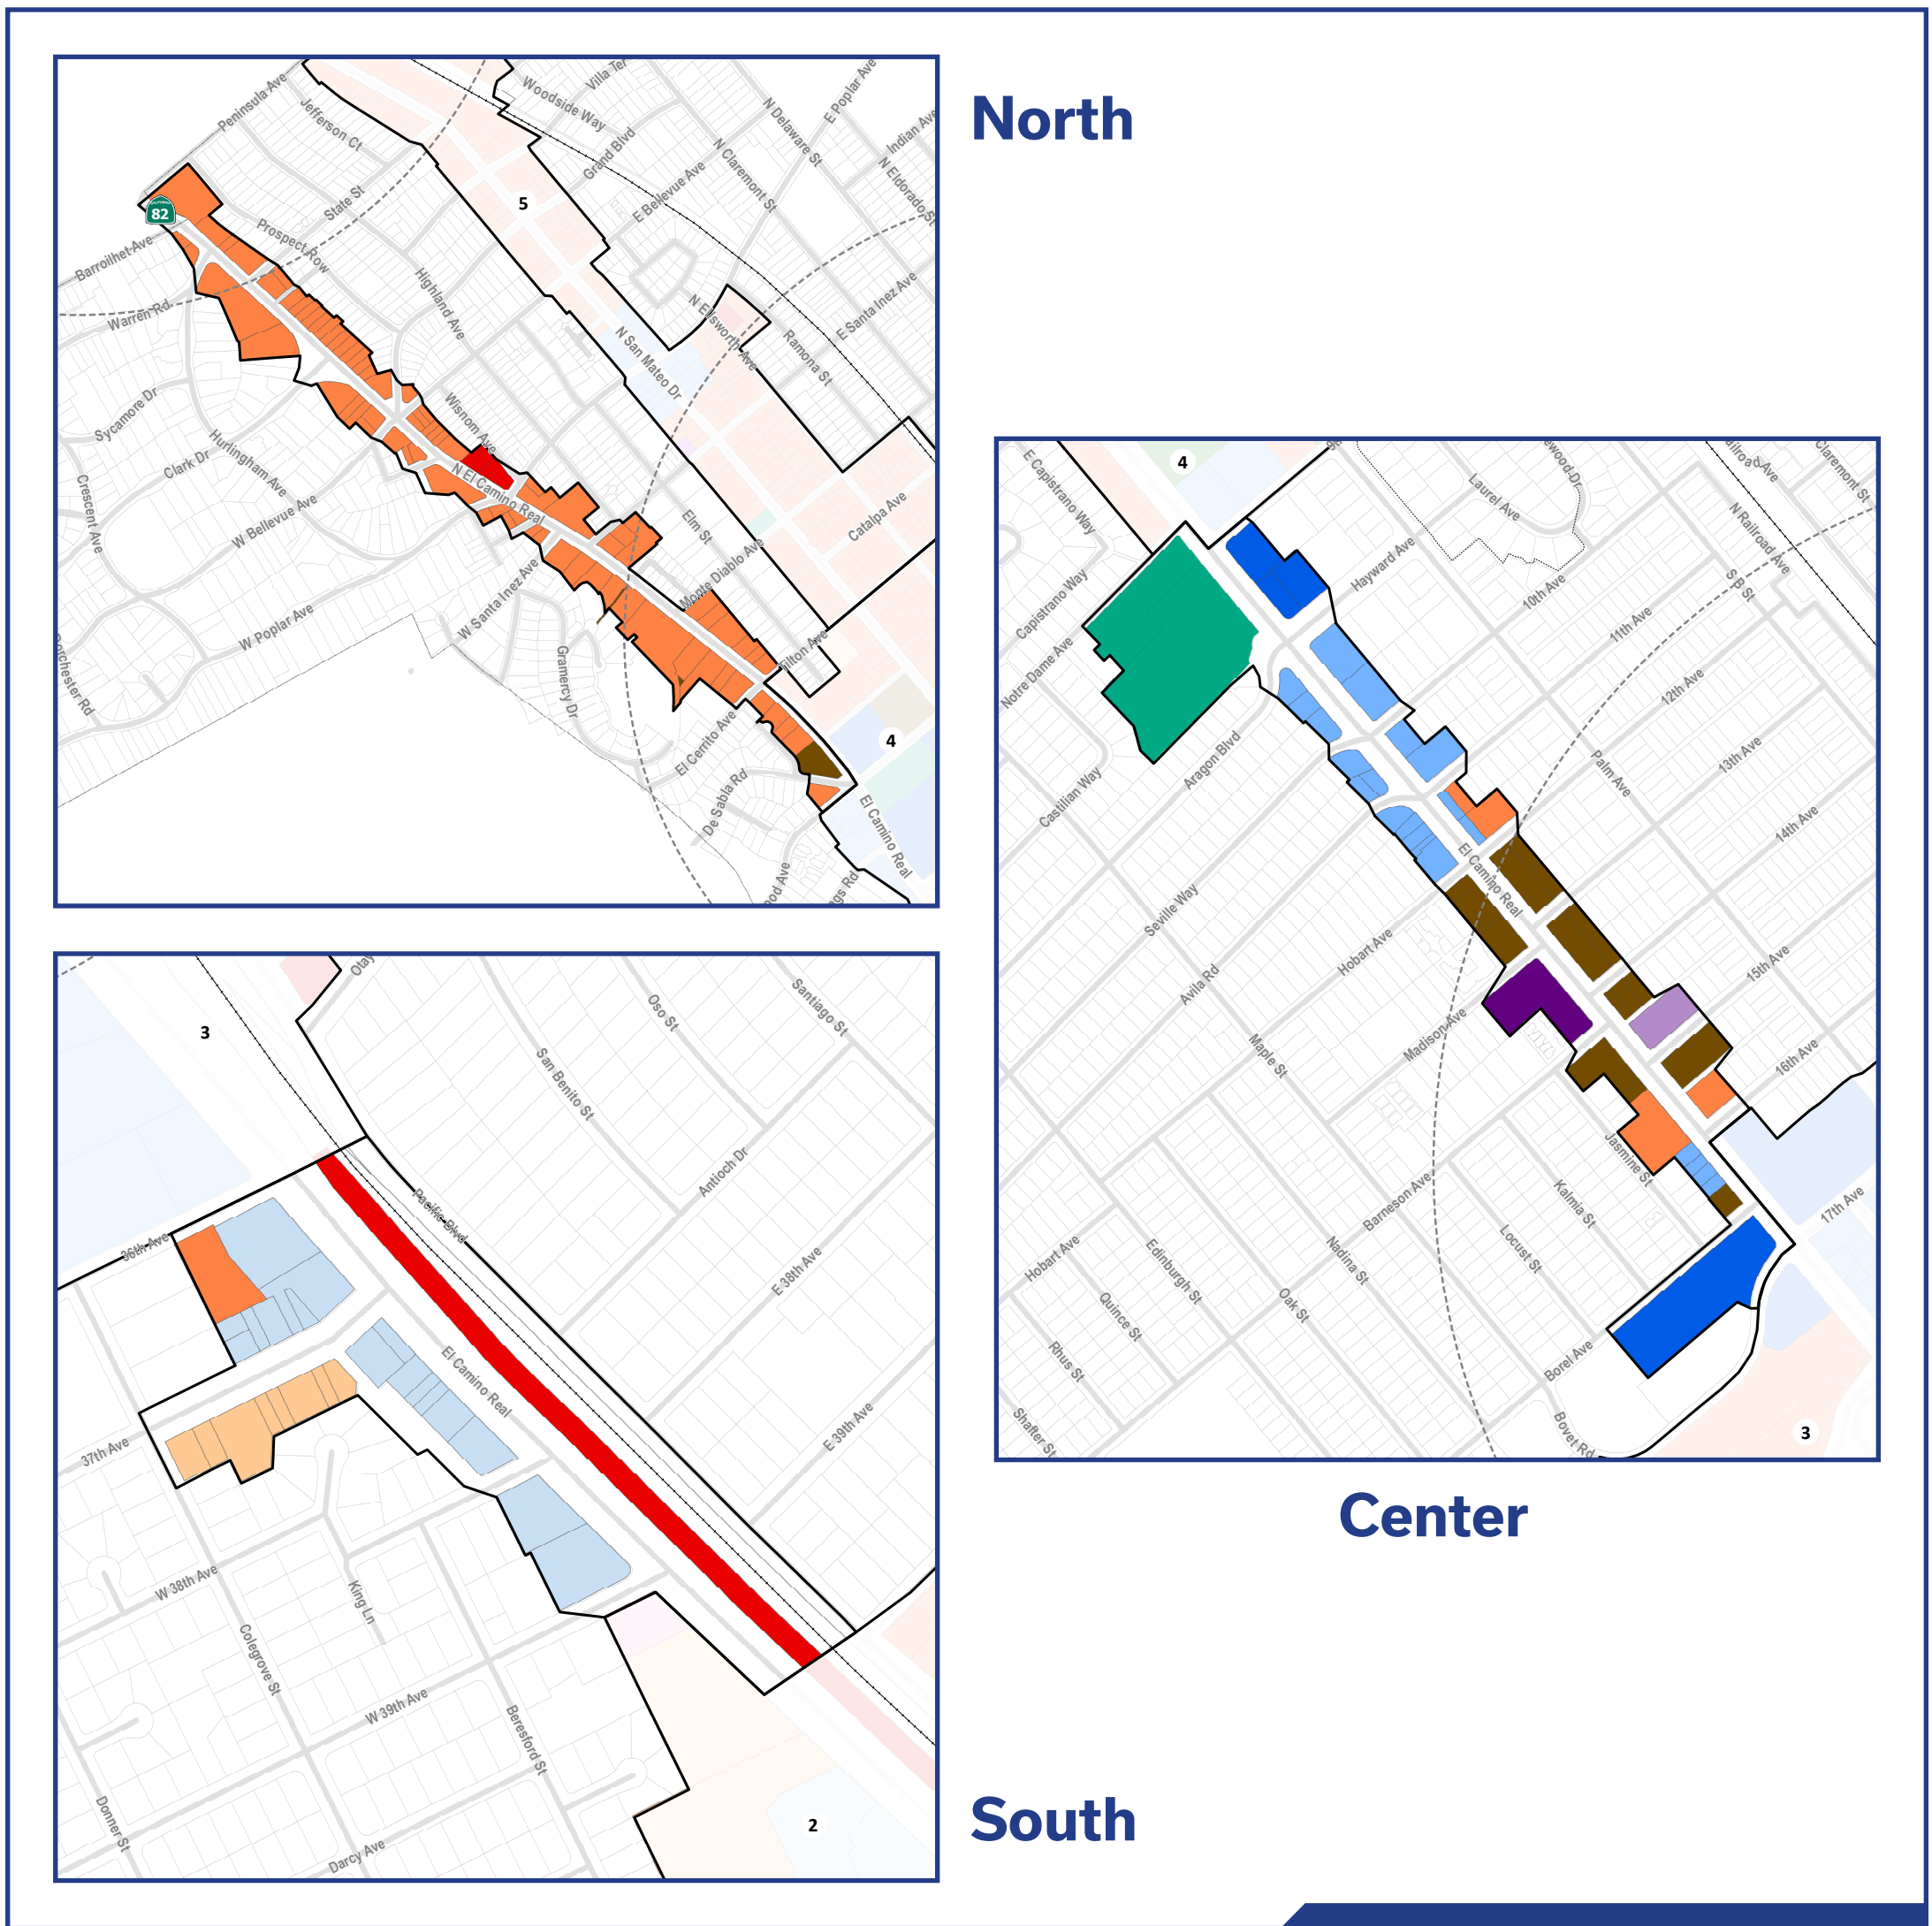 North
Peninsula Ave
Jefferson Ct
Woodside Way
Villa Ter
N Delaware St
E Poplar Ave
Indian Ave
N Eldorado St
Grand Blvd
N Claremont St
E Bellevue Ave
State St
5
CALIFORNIA
82
Prospect Row
Barroilhet Ave
Highland Ave
Warren Rd
N Ellsworth Ave
E Santa Inez Ave
Ramona St
N San Mateo Dr
Sycamore Dr
Wisnom Ave
Hurlingham Ave
Clark Dr
Crescent Ave
N El Camino Real
W Bellevue Ave
Elm St
Catalpa Ave
Monte Diablo Ave
W Santa Inez Ave
W Poplar Ave
Tilton Ave
Gramercy Dr
El Cerrito Ave
4
De Sabla Rd
El Camino Real
4
E Capistrano Way
Laurel Ave
Claremont St
N Railroad Ave
Hayward Ave
S B St
10th Ave
Capistrano Way
11th Ave
Notre Dame Ave
12th Ave
Aragon Blvd
13th Ave
Castilian Way
Palm Ave
14th Ave
El Camino Real
Seville Way
Hobart Ave
15th Ave
Avila Rd
Madison Ave
Maple St
16th Ave
Jasmine St
Barneson Ave
Kalmia St
17th Ave
Hobart Ave
Edinburgh St
Nadina St
Locust St
Quince St
Oak St
Rhus St
Borel Ave
Shafter St
Bovet Rd
3
Center
Otay
3
Oso St
Santiago St
San Benito St
Antioch Dr
Pacific Blvd
36th Ave
E 38th Ave
El Camino Real
37th Ave
E 39th Ave
W 38th Ave
King Ln
Colegrove St
W 39th Ave
Beresford St
Donner St
Darcy Ave
2
South